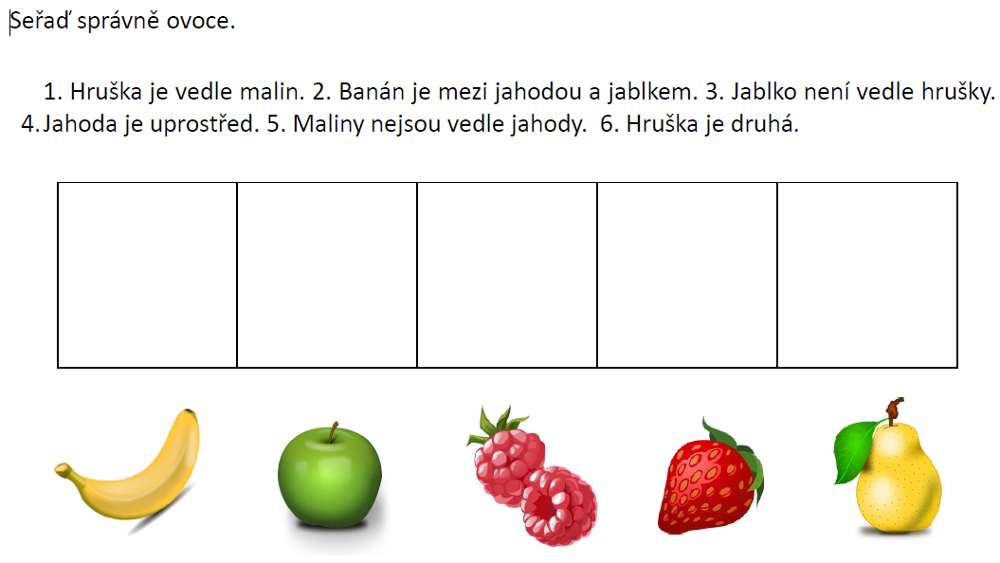 Seřaď správně ovoce.
1. Hruška je vedle malin. 2. Banán je mezi jahodou a jablkem. 3. Jablko není vedle hrušky.
4.Jahoda je uprostřed. 5. Maliny nejsou vedle jahody. 6. Hruška je druhá.